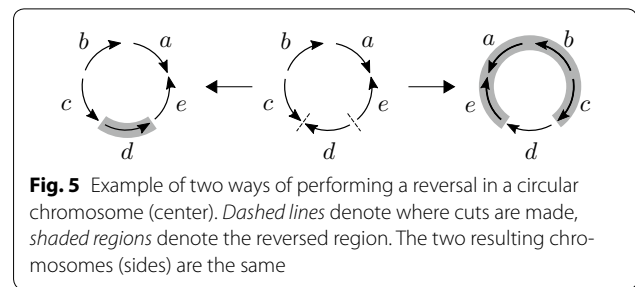 b a b a a b
c e c e e c
d d d
Fig. 5 Example of two ways of performing a reversal in a circular
chromosome (center). Dashed lines denote where cuts are made,
shaded regions denote the reversed region. The two resulting chro-
mosomes (sides) are the same